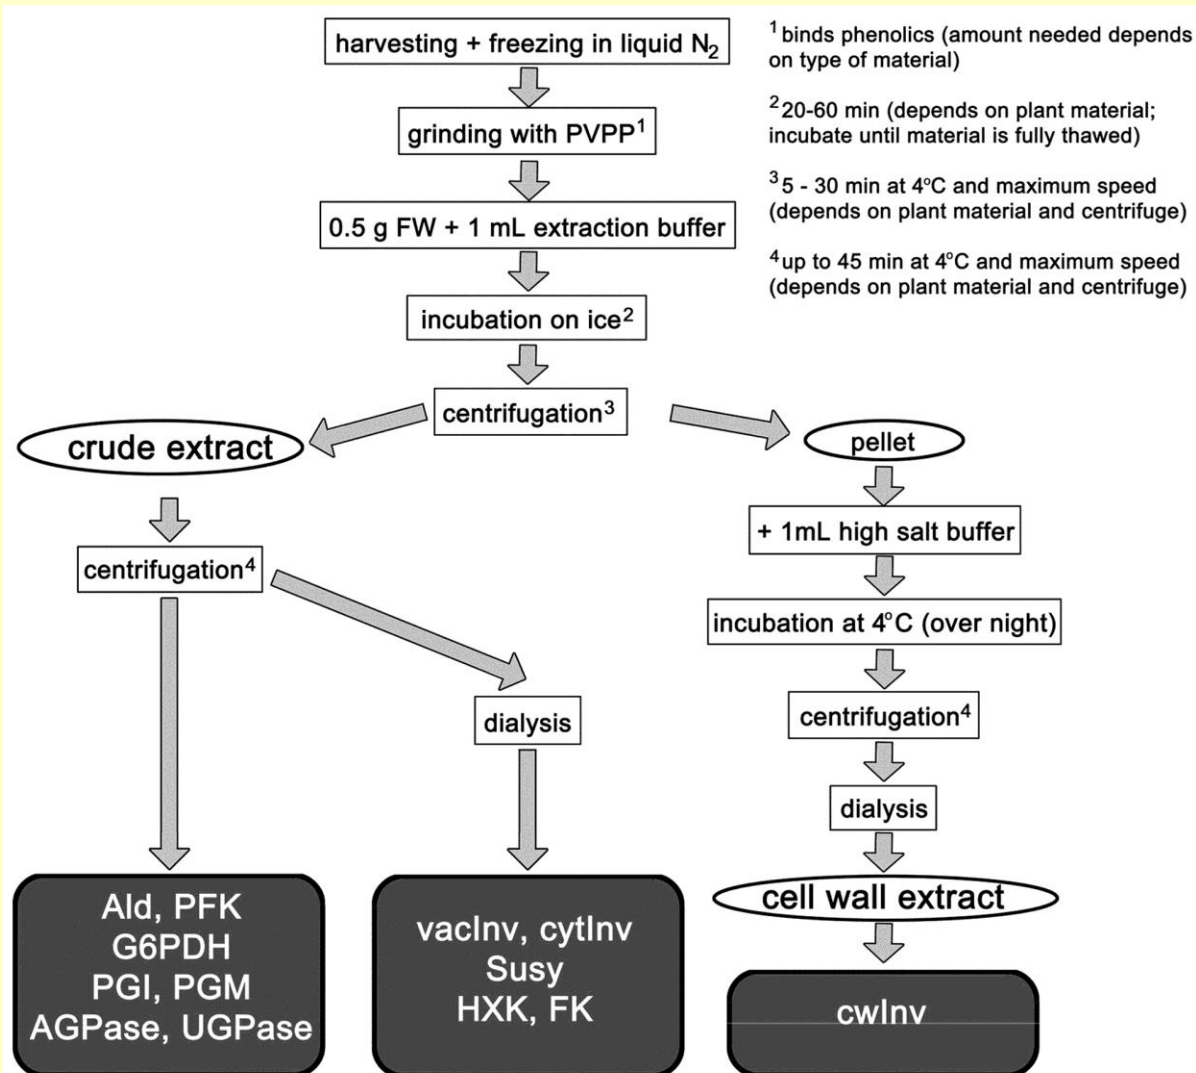 harvesting + freezing in liquid N₂
grinding with PVPP¹
0.5 g FW + 1 mL extraction buffer
incubation on ice²
centrifugation³
¹ binds phenolics (amount needed depends
on type of material)
² 20-60 min (depends on plant material;
incubate until material is fully thawed)
³ 5 - 30 min at 4°C and maximum speed
(depends on plant material and centrifuge)
⁴ up to 45 min at 4°C and maximum speed
(depends on plant material and centrifuge)
crude extract
centrifugation⁴
dialysis
pellet
+ 1mL high salt buffer
incubation at 4°C (over night)
centrifugation⁴
dialysis
cell wall extract
Ald, PFK
G6PDH
PGI, PGM
AGPase, UGPase
vacInv, cytInv
Susy
HXK, FK
cwInv